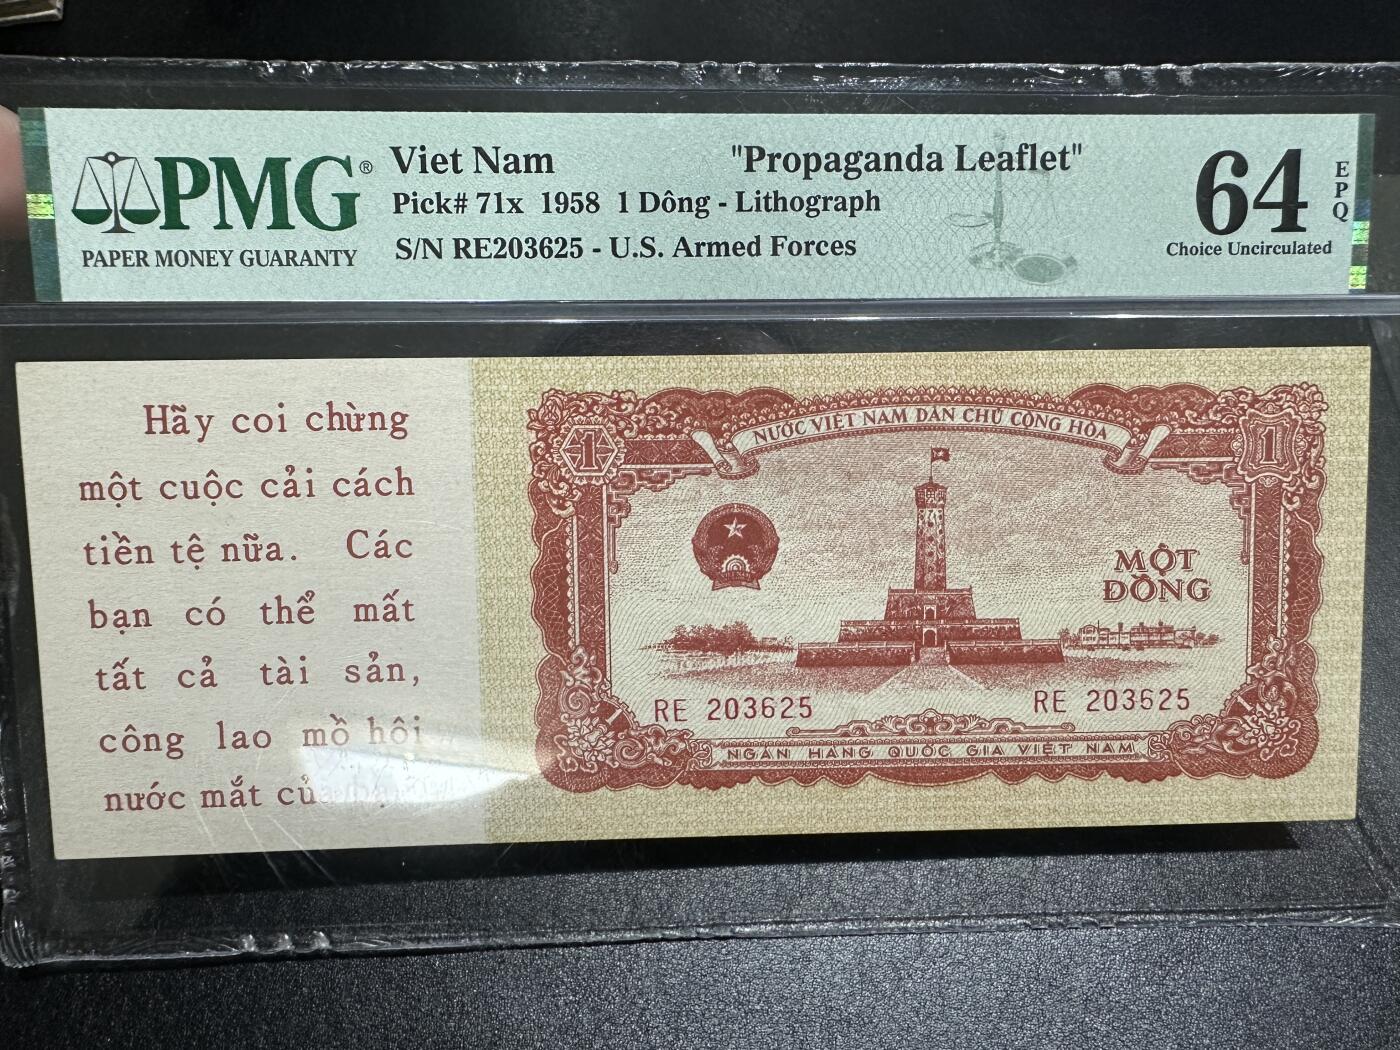 PMG®
PAPER MONEY GUARANTY
Viet Nam "Propaganda Leaflet"
Pick# 71x 1958 1 Dông - Lithograph
S/N RE203625 - U.S. Armed Forces
64 EPQ
Choice Uncirculated
Hãy coi chừng
một cuộc cải cách
tiền tệ nữa. Các
bạn có thể mất
tất cả tài sản,
công lao mồ hôi
nước mắt của
1 NƯỚC VIỆT NAM DÂN CHỦ CỘNG HÒA 1
MỘT
ĐỒNG
RE 203625 RE 203625
1 NGÂN HÀNG QUỐC GIA VIỆT NAM 1